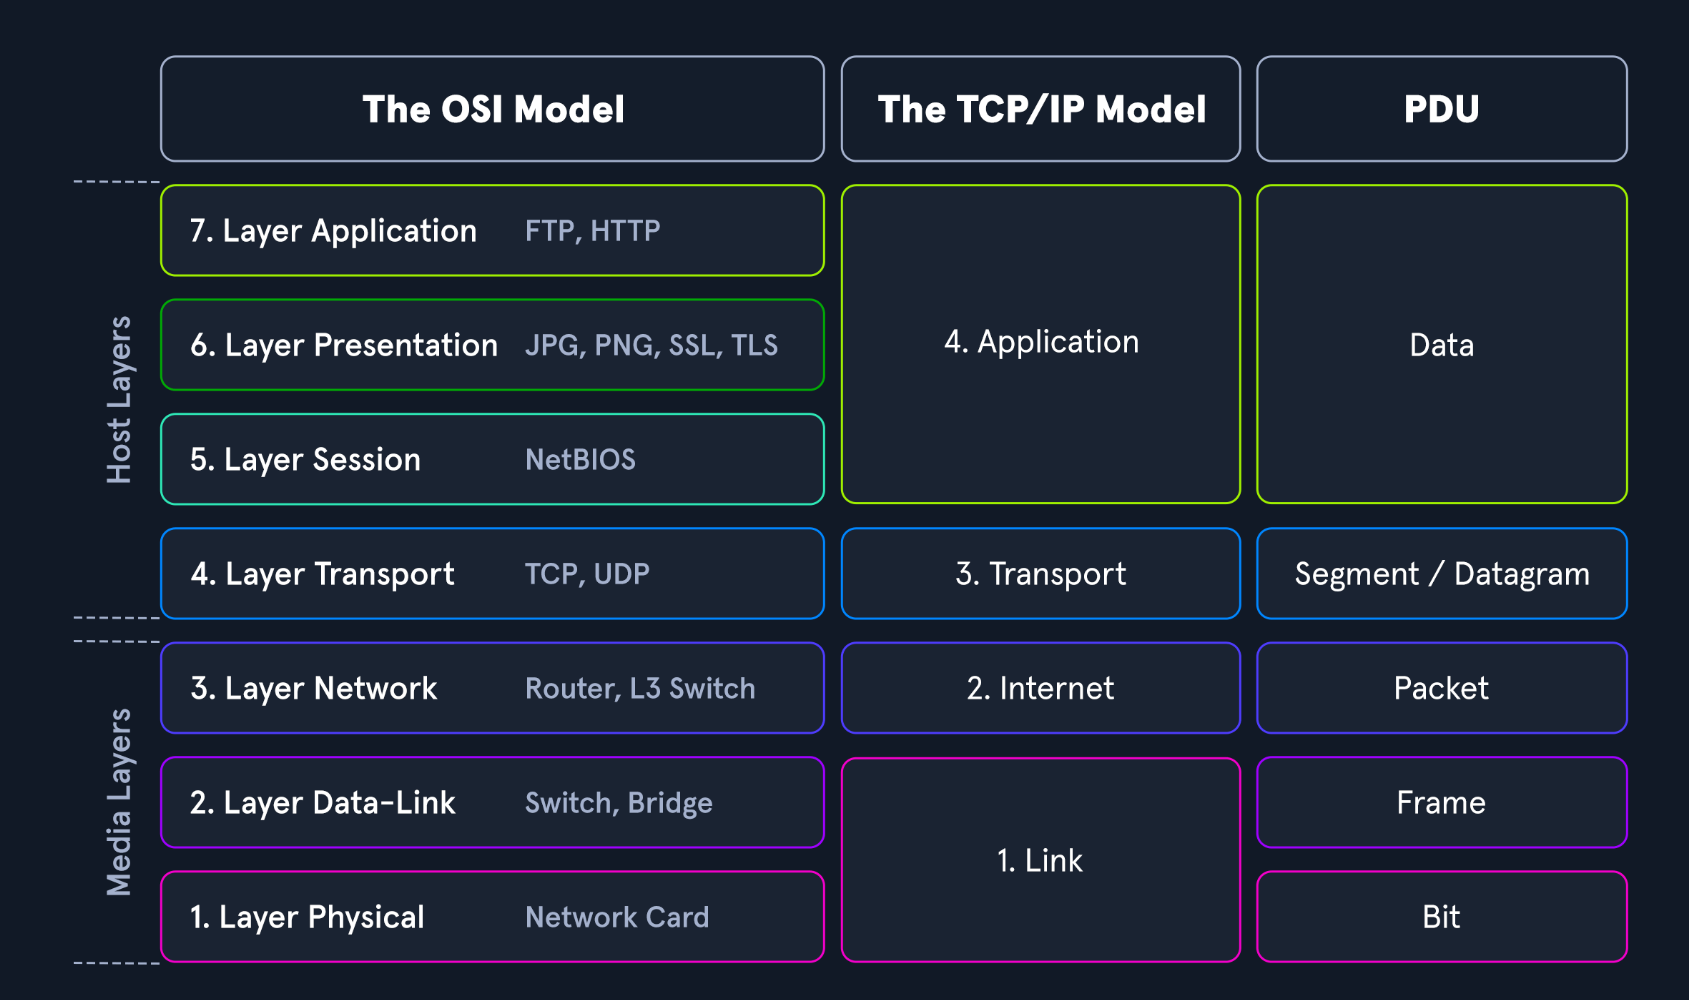 The OSI Model
The TCP/IP Model
PDU
Host Layers
7. Layer Application
FTP, HTTP
6. Layer Presentation
JPG, PNG, SSL, TLS
5. Layer Session
NetBIOS
4. Application
Data
4. Layer Transport
TCP, UDP
3. Transport
Segment / Datagram
Media Layers
3. Layer Network
Router, L3 Switch
2. Internet
Packet
2. Layer Data-Link
Switch, Bridge
1. Link
Frame
1. Layer Physical
Network Card
Bit